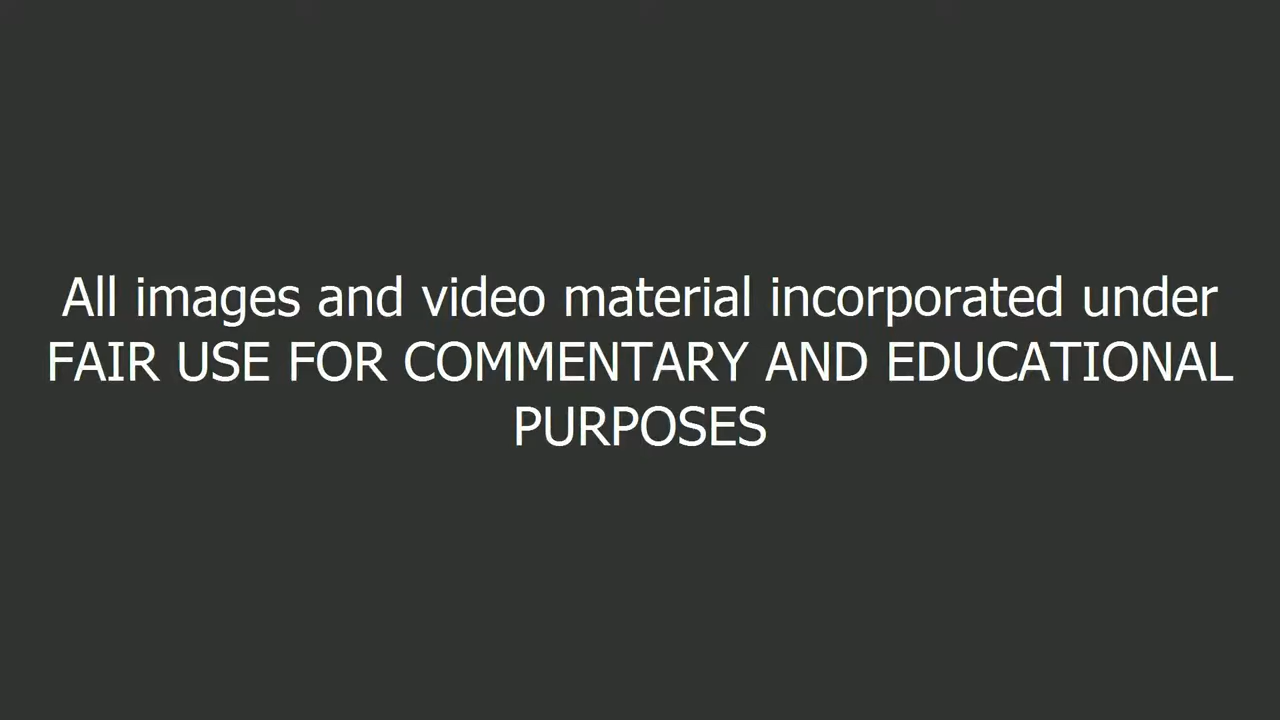 All images and video material incorporated under
FAIR USE FOR COMMENTARY AND EDUCATIONAL
PURPOSES